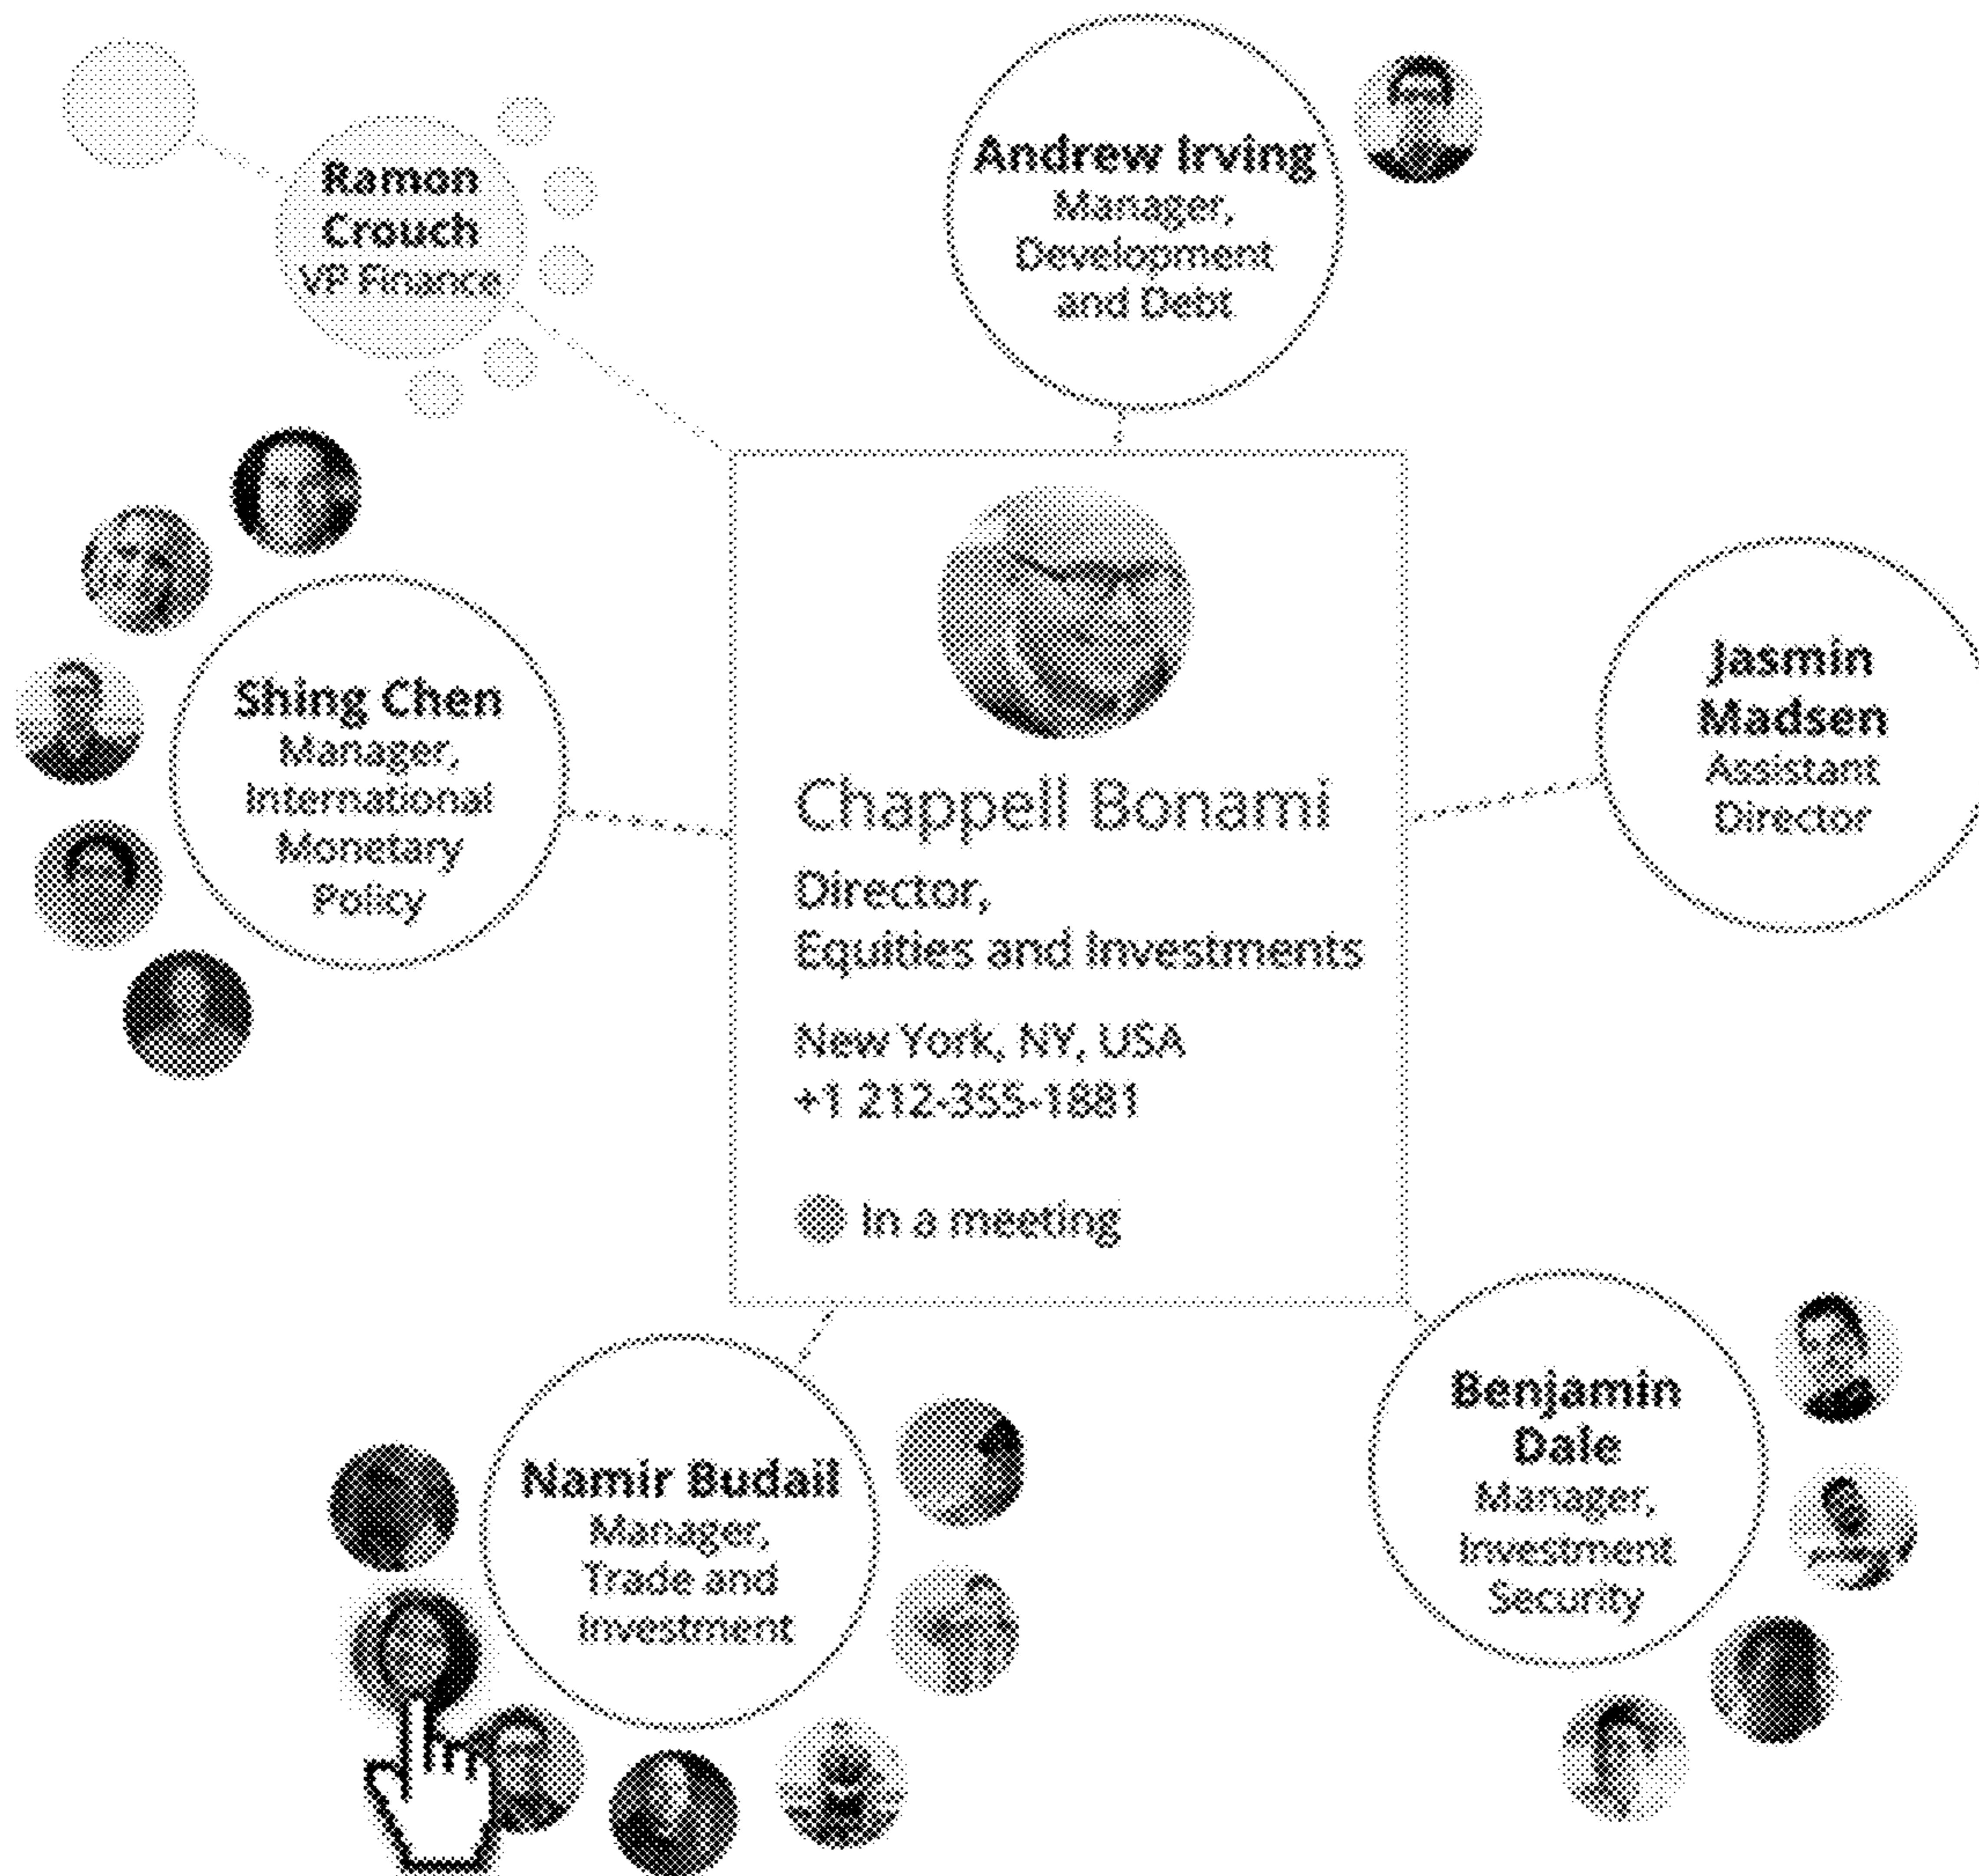 Ramon
Crouch
VP Finance
Andrew Irving
Manager,
Development
and Debt
Shing Chen
Manager,
International
Monetary
Policy
Chappell Bonami
Director,
Equities and Investments
New York, NY, USA
+1 212-355-1881
In a meeting
Jasmin
Madsen
Assistant
Director
Namir Budail
Manager,
Trade and
Investment
Benjamin
Dale
Manager,
Investment
Security